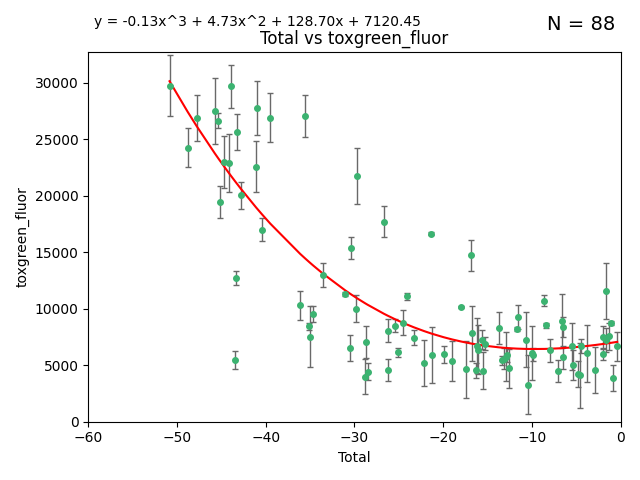 y = -0.13x^3 + 4.73x^2 + 128.70x + 7120.45
N = 88
Total vs toxgreen_fluor
30000
25000
20000
15000
10000
5000
0
toxgreen_fluor
−60
−50
−40
−30
−20
−10
0
Total